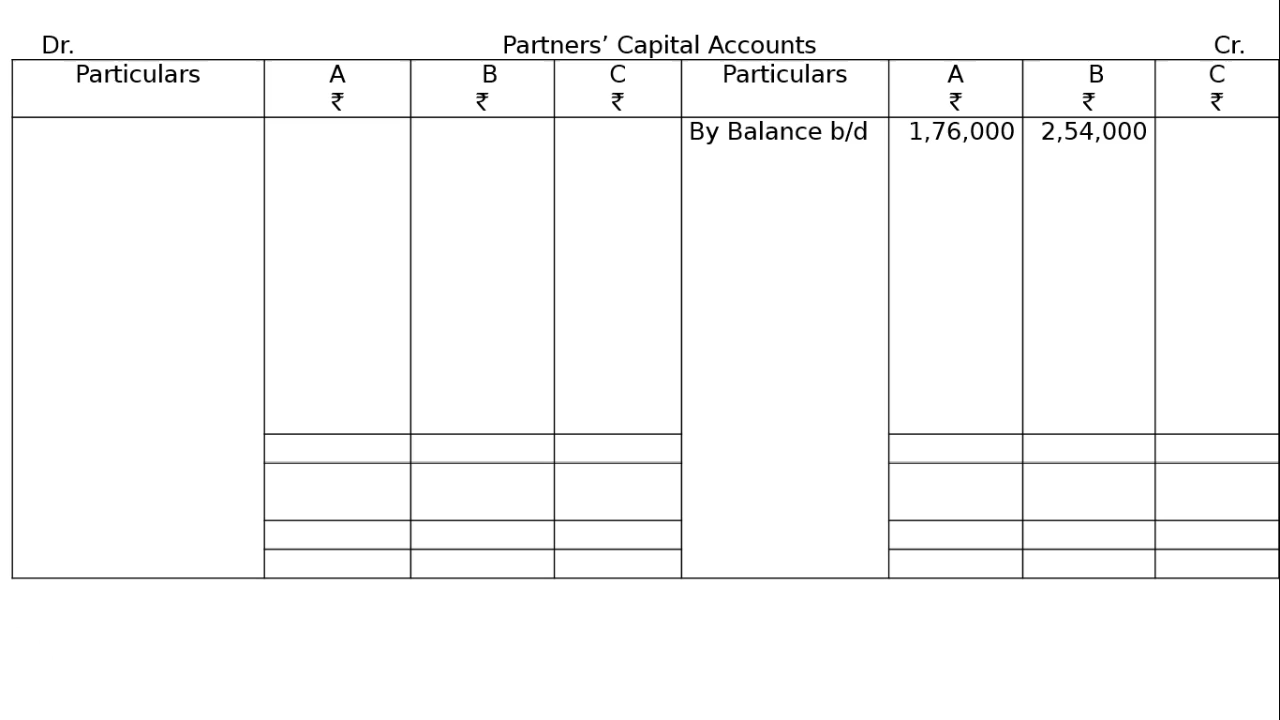 Dr. Partners’ Capital Accounts Cr.
Particulars A B C Particulars A B C
₹ ₹ ₹ ₹ ₹ ₹
By Balance b/d 1,76,000 2,54,000